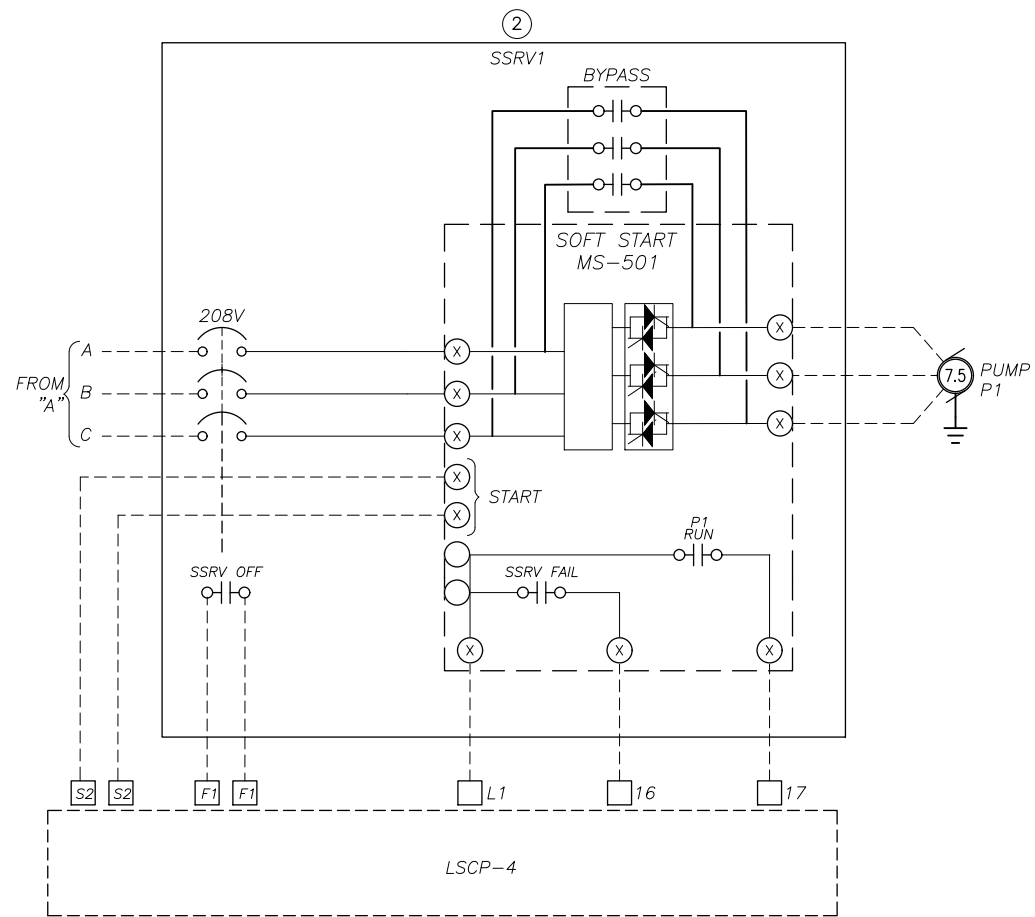 2
SSRV1
BYPASS
SOFT START
MS-501
208V
FROM
"A"
A
B
C
X
X
X
X
X
X
7.5
PUMP
P1
X
X
START
P1
RUN
SSRV OFF
SSRV FAIL
X
X
X
S2
S2
F1
F1
L1
16
17
LSCP-4